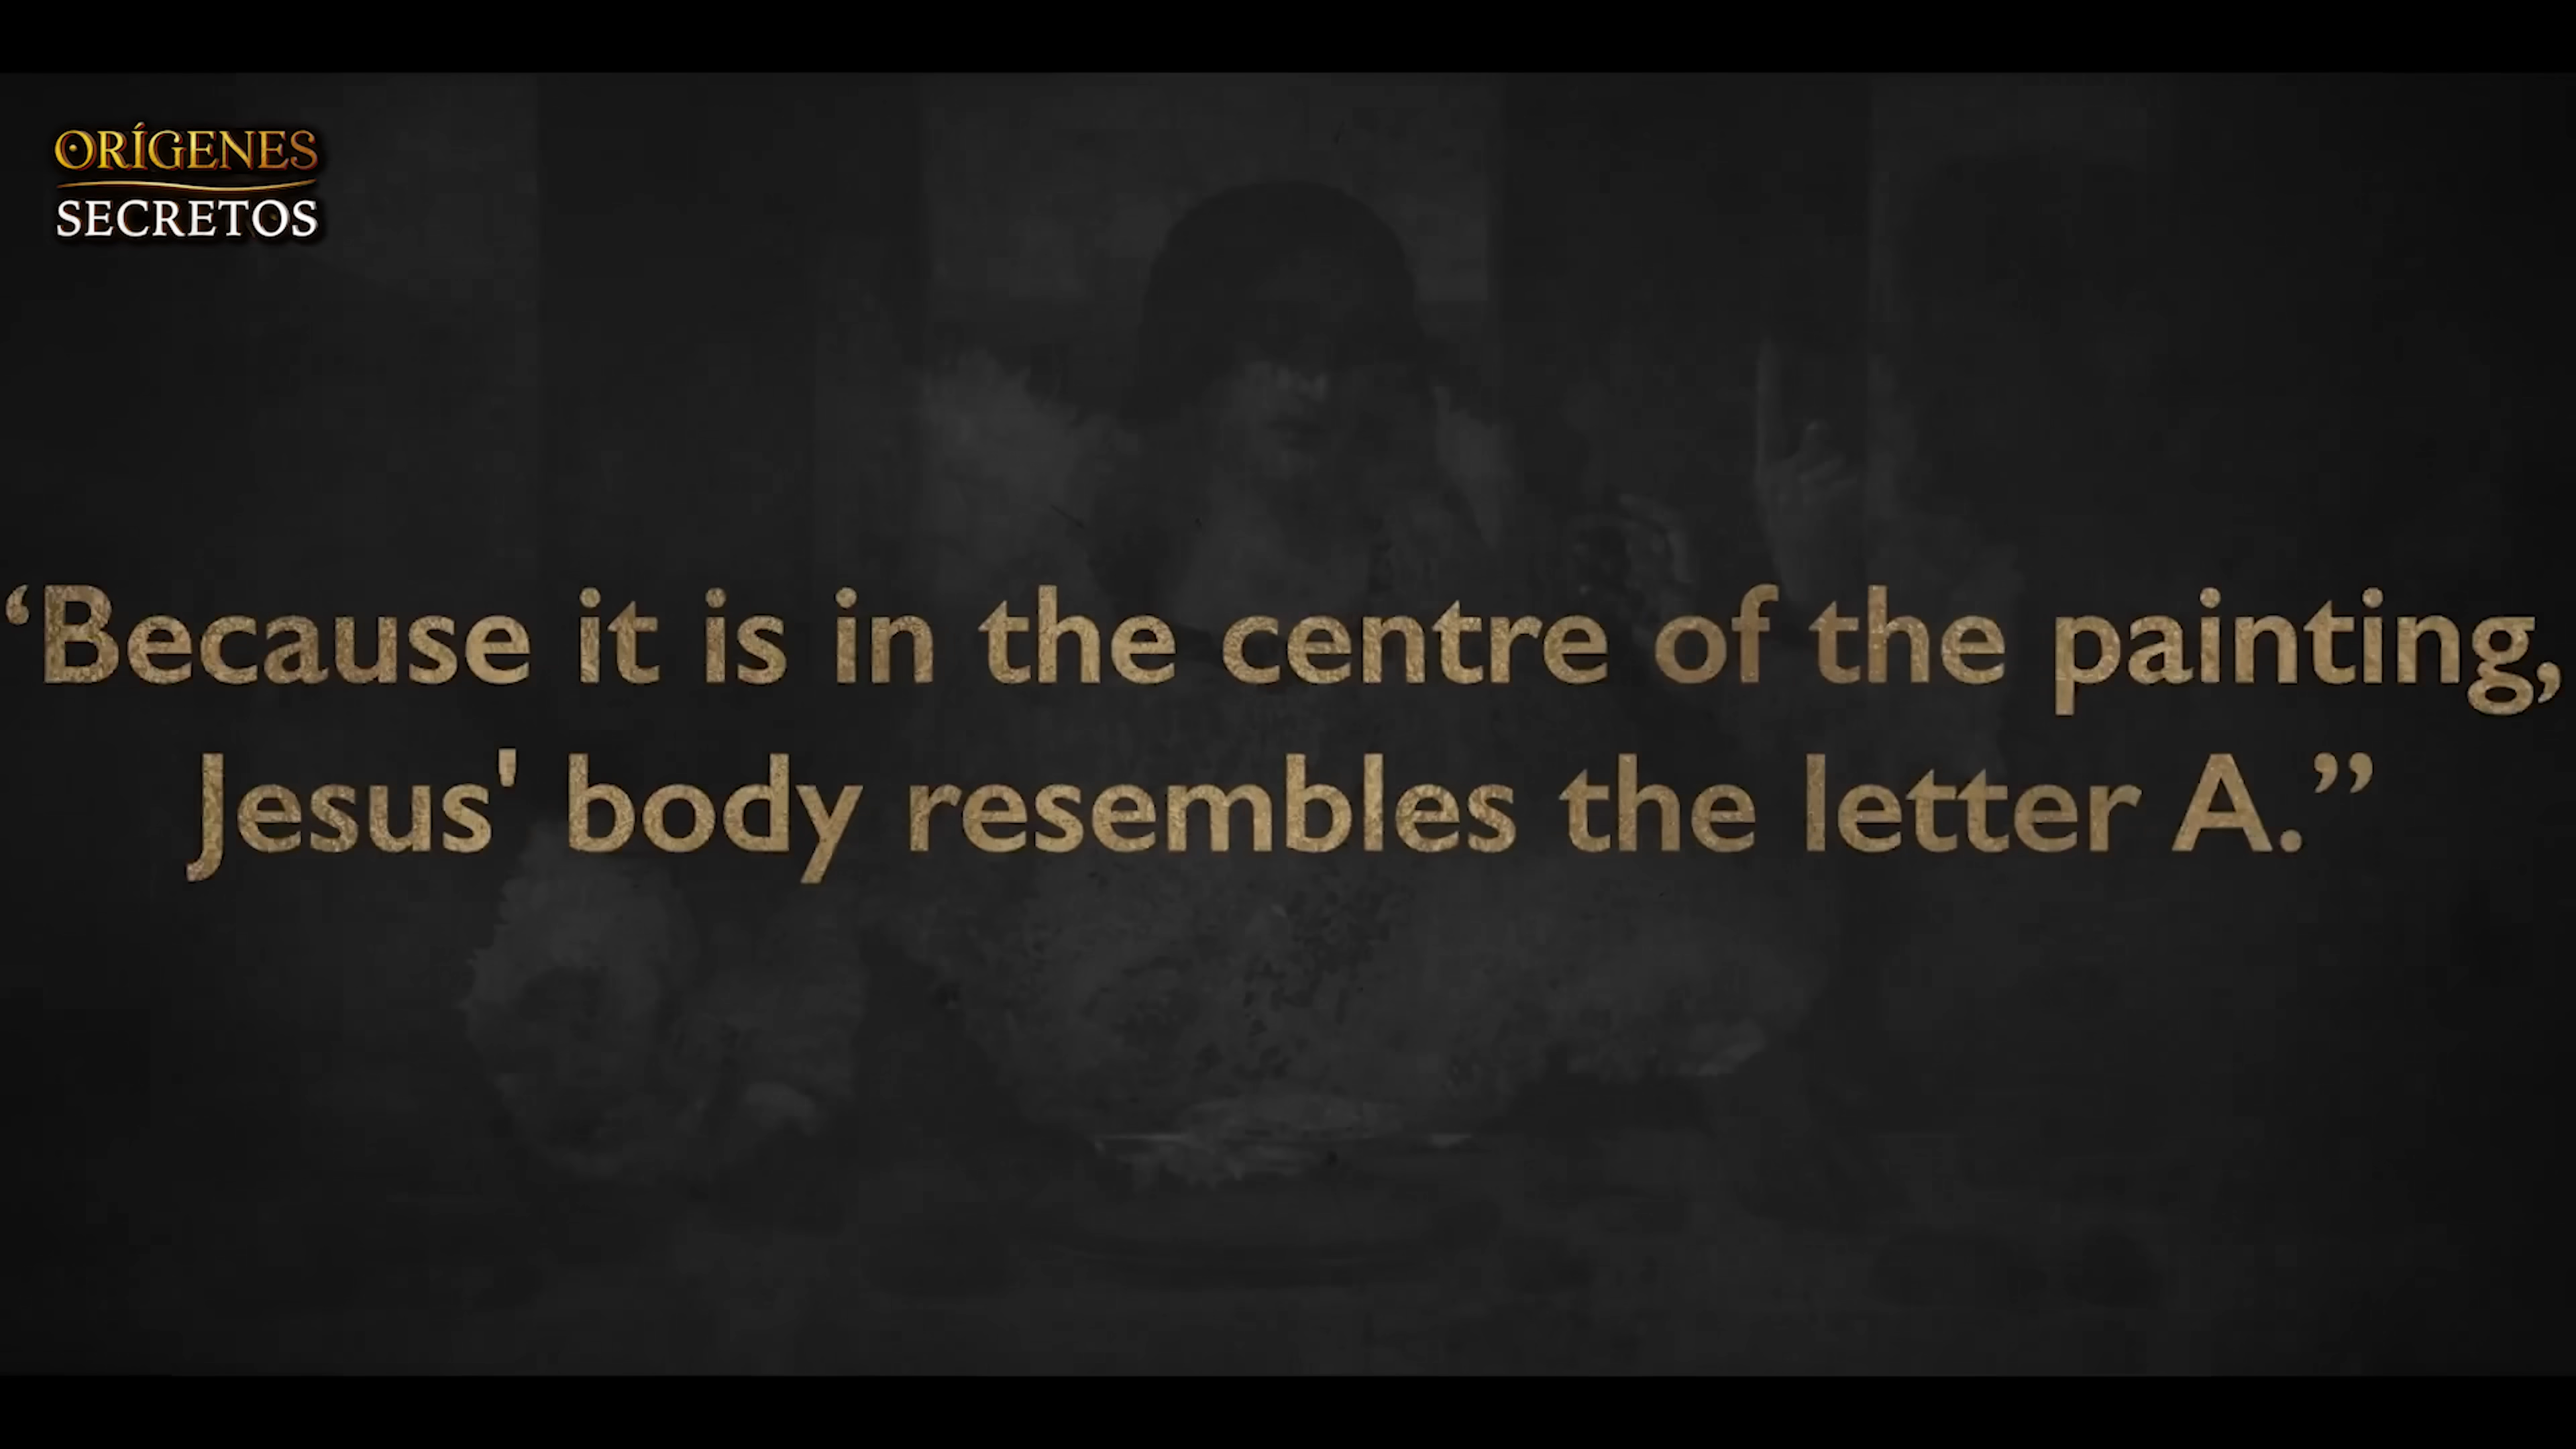 ORÍGENES
SECRETOS
‘Because it is in the centre of the painting,
Jesus' body resembles the letter A.”